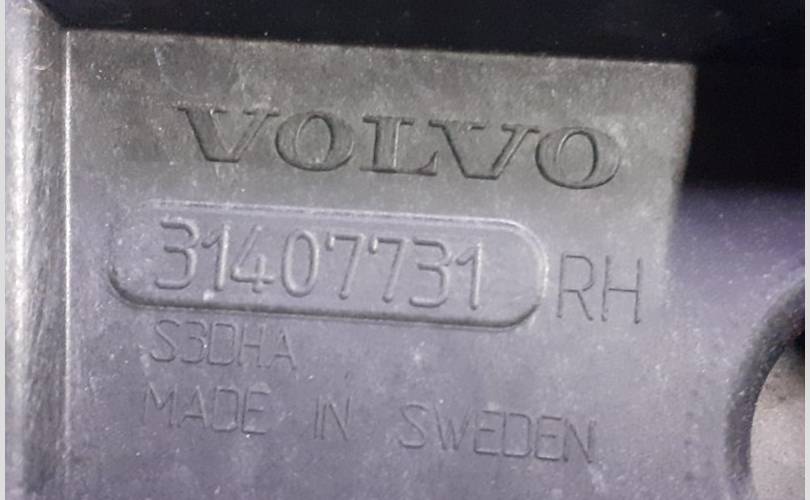 VOLVO
31407731 RH
S3DHA
MADE IN SWEDEN